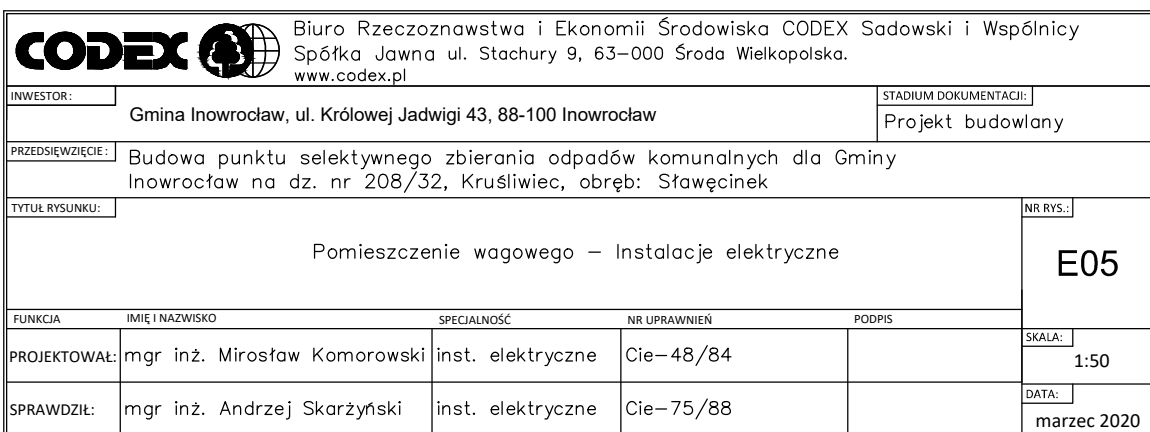 CODEX
Biuro Rzeczoznawstwa i Ekonomii Środowiska CODEX Sadowski i Wspólnicy
Spółka Jawna ul. Stachury 9, 63-000 Środa Wielkopolska.
www.codex.pl
INWESTOR:
Gmina Inowrocław, ul. Królowej Jadwigi 43, 88-100 Inowrocław
STADIUM DOKUMENTACJI:
Projekt budowlany
PRZEDSIĘWZIĘCIE:
Budowa punktu selektywnego zbierania odpadów komunalnych dla Gminy
Inowrocław na dz. nr 208/32, Kruśliwiec, obręb: Sławęcinek
TYTUŁ RYSUNKU:
Pomieszczenie wagowego – Instalacje elektryczne
NR RYS.:
E05
FUNKCJA IMIĘ I NAZWISKO SPECJALNOŚĆ NR UPRAWNIEŃ PODPIS
PROJEKTOWAŁ: mgr inż. Mirosław Komorowski inst. elektryczne Cie-48/84
SKALA:
1:50
SPRAWDZIŁ: mgr inż. Andrzej Skarżyński inst. elektryczne Cie-75/88
DATA:
marzec 2020